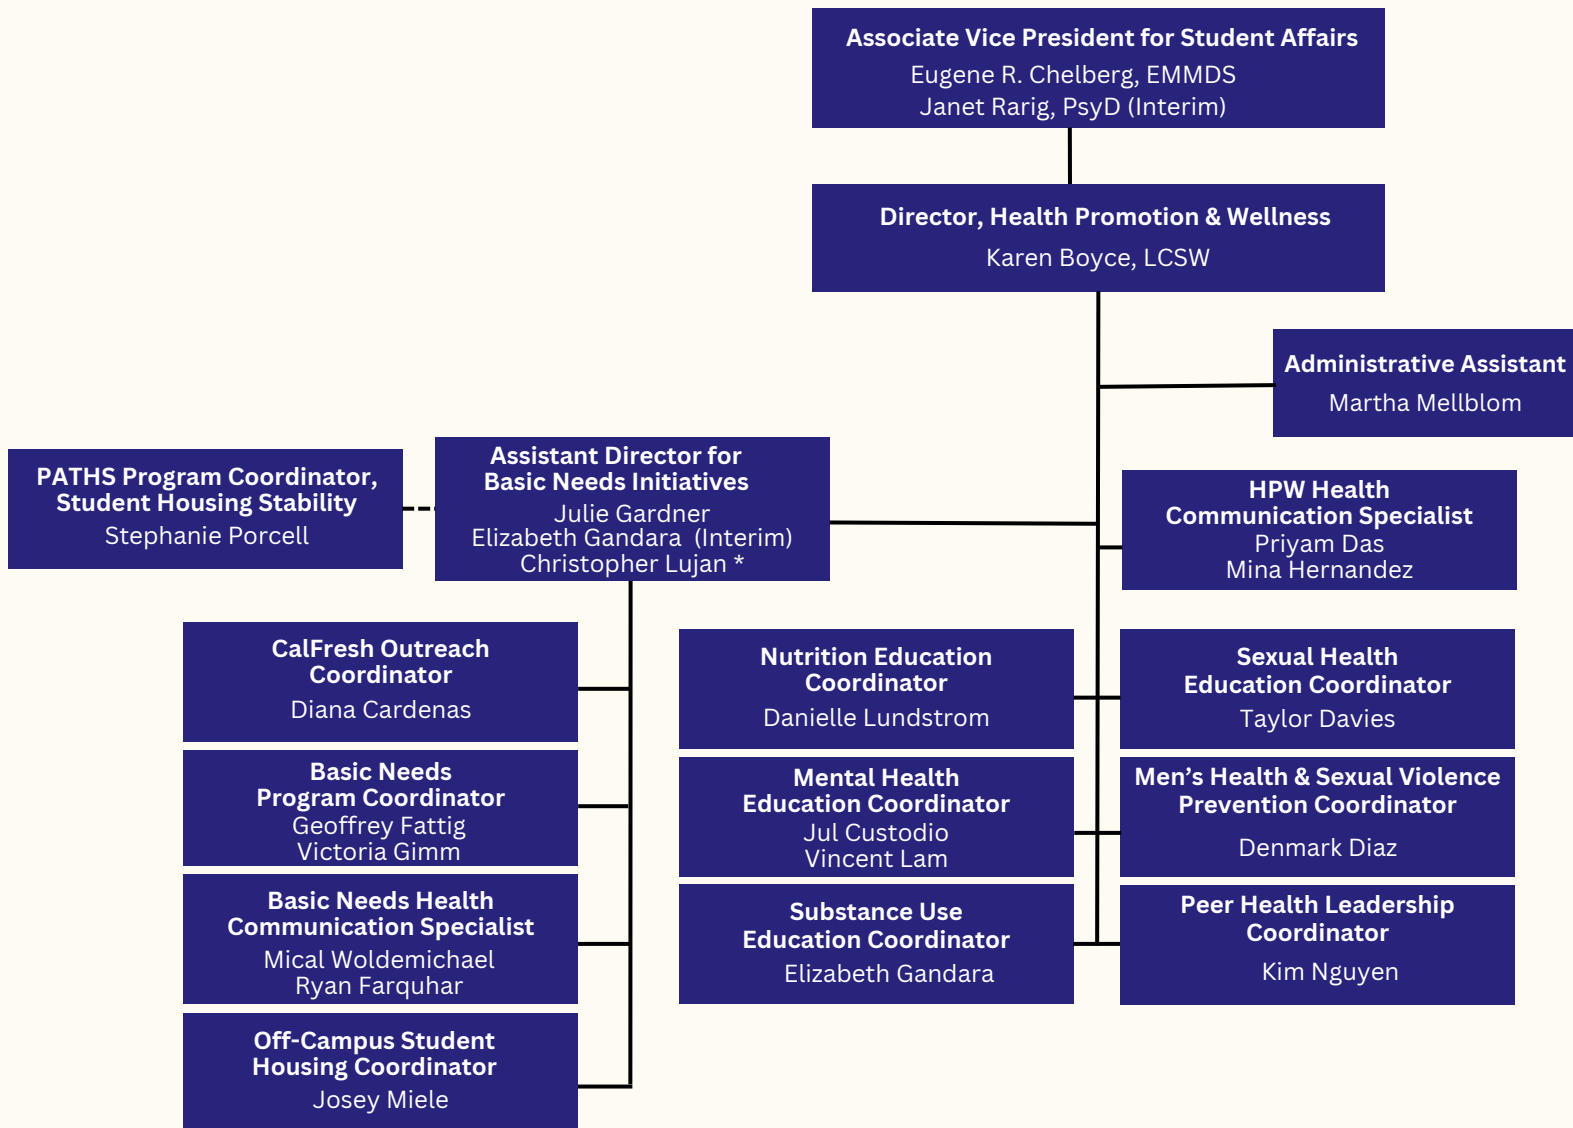 Associate Vice President for Student Affairs
Eugene R. Chelberg, EMMDS
Janet Rarig, PsyD (Interim)
Director, Health Promotion & Wellness
Karen Boyce, LCSW
Administrative Assistant
Martha Mellblom
PATHS Program Coordinator,
Student Housing Stability
Stephanie Porcell
Assistant Director for
Basic Needs Initiatives
Julie Gardner
Elizabeth Gandara (Interim)
Christopher Lujan *
HPW Health
Communication Specialist
Priyam Das
Mina Hernandez
CalFresh Outreach
Coordinator
Diana Cardenas
Basic Needs
Program Coordinator
Geoffrey Fattig
Victoria Gimm
Basic Needs Health
Communication Specialist
Mical Woldemichael
Ryan Farquhar
Off-Campus Student
Housing Coordinator
Josey Miele
Nutrition Education
Coordinator
Danielle Lundstrom
Sexual Health
Education Coordinator
Taylor Davies
Mental Health
Education Coordinator
Jul Custodio
Vincent Lam
Men’s Health & Sexual Violence
Prevention Coordinator
Denmark Diaz
Substance Use
Education Coordinator
Elizabeth Gandara
Peer Health Leadership
Coordinator
Kim Nguyen